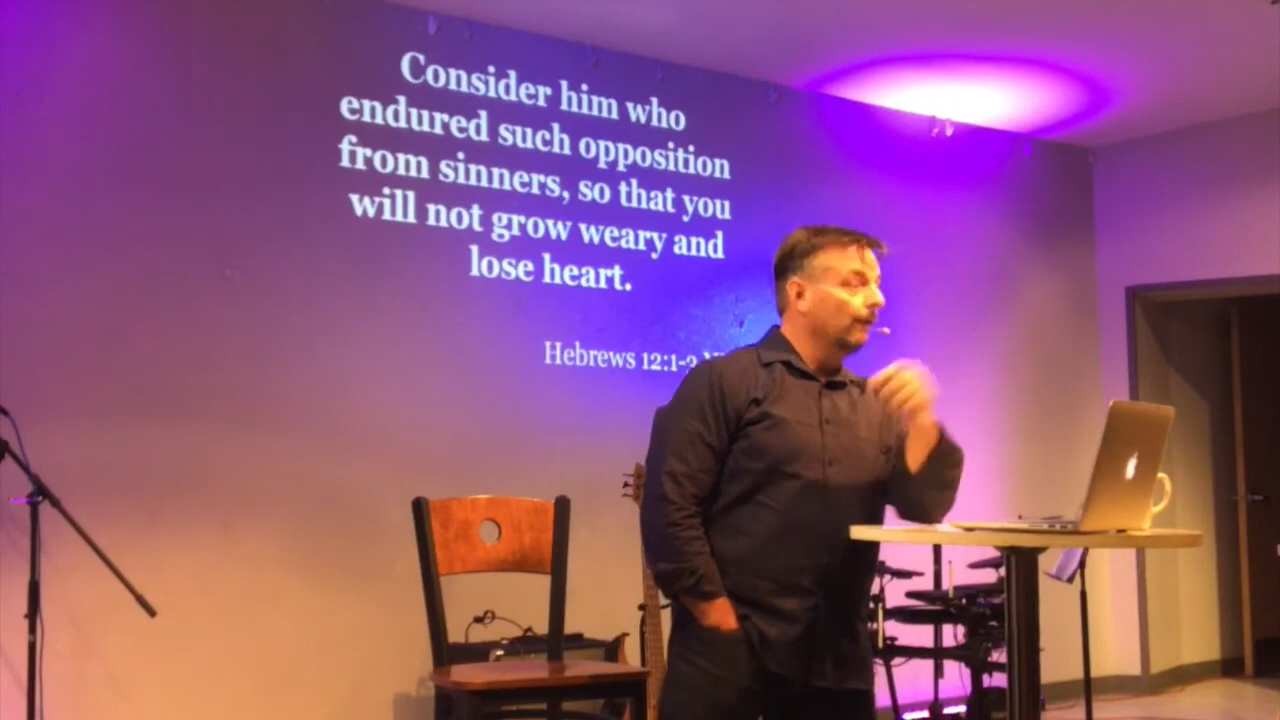 Consider him who
endured such opposition
from sinners, so that you
will not grow weary and
lose heart.
Hebrews 12:1-3